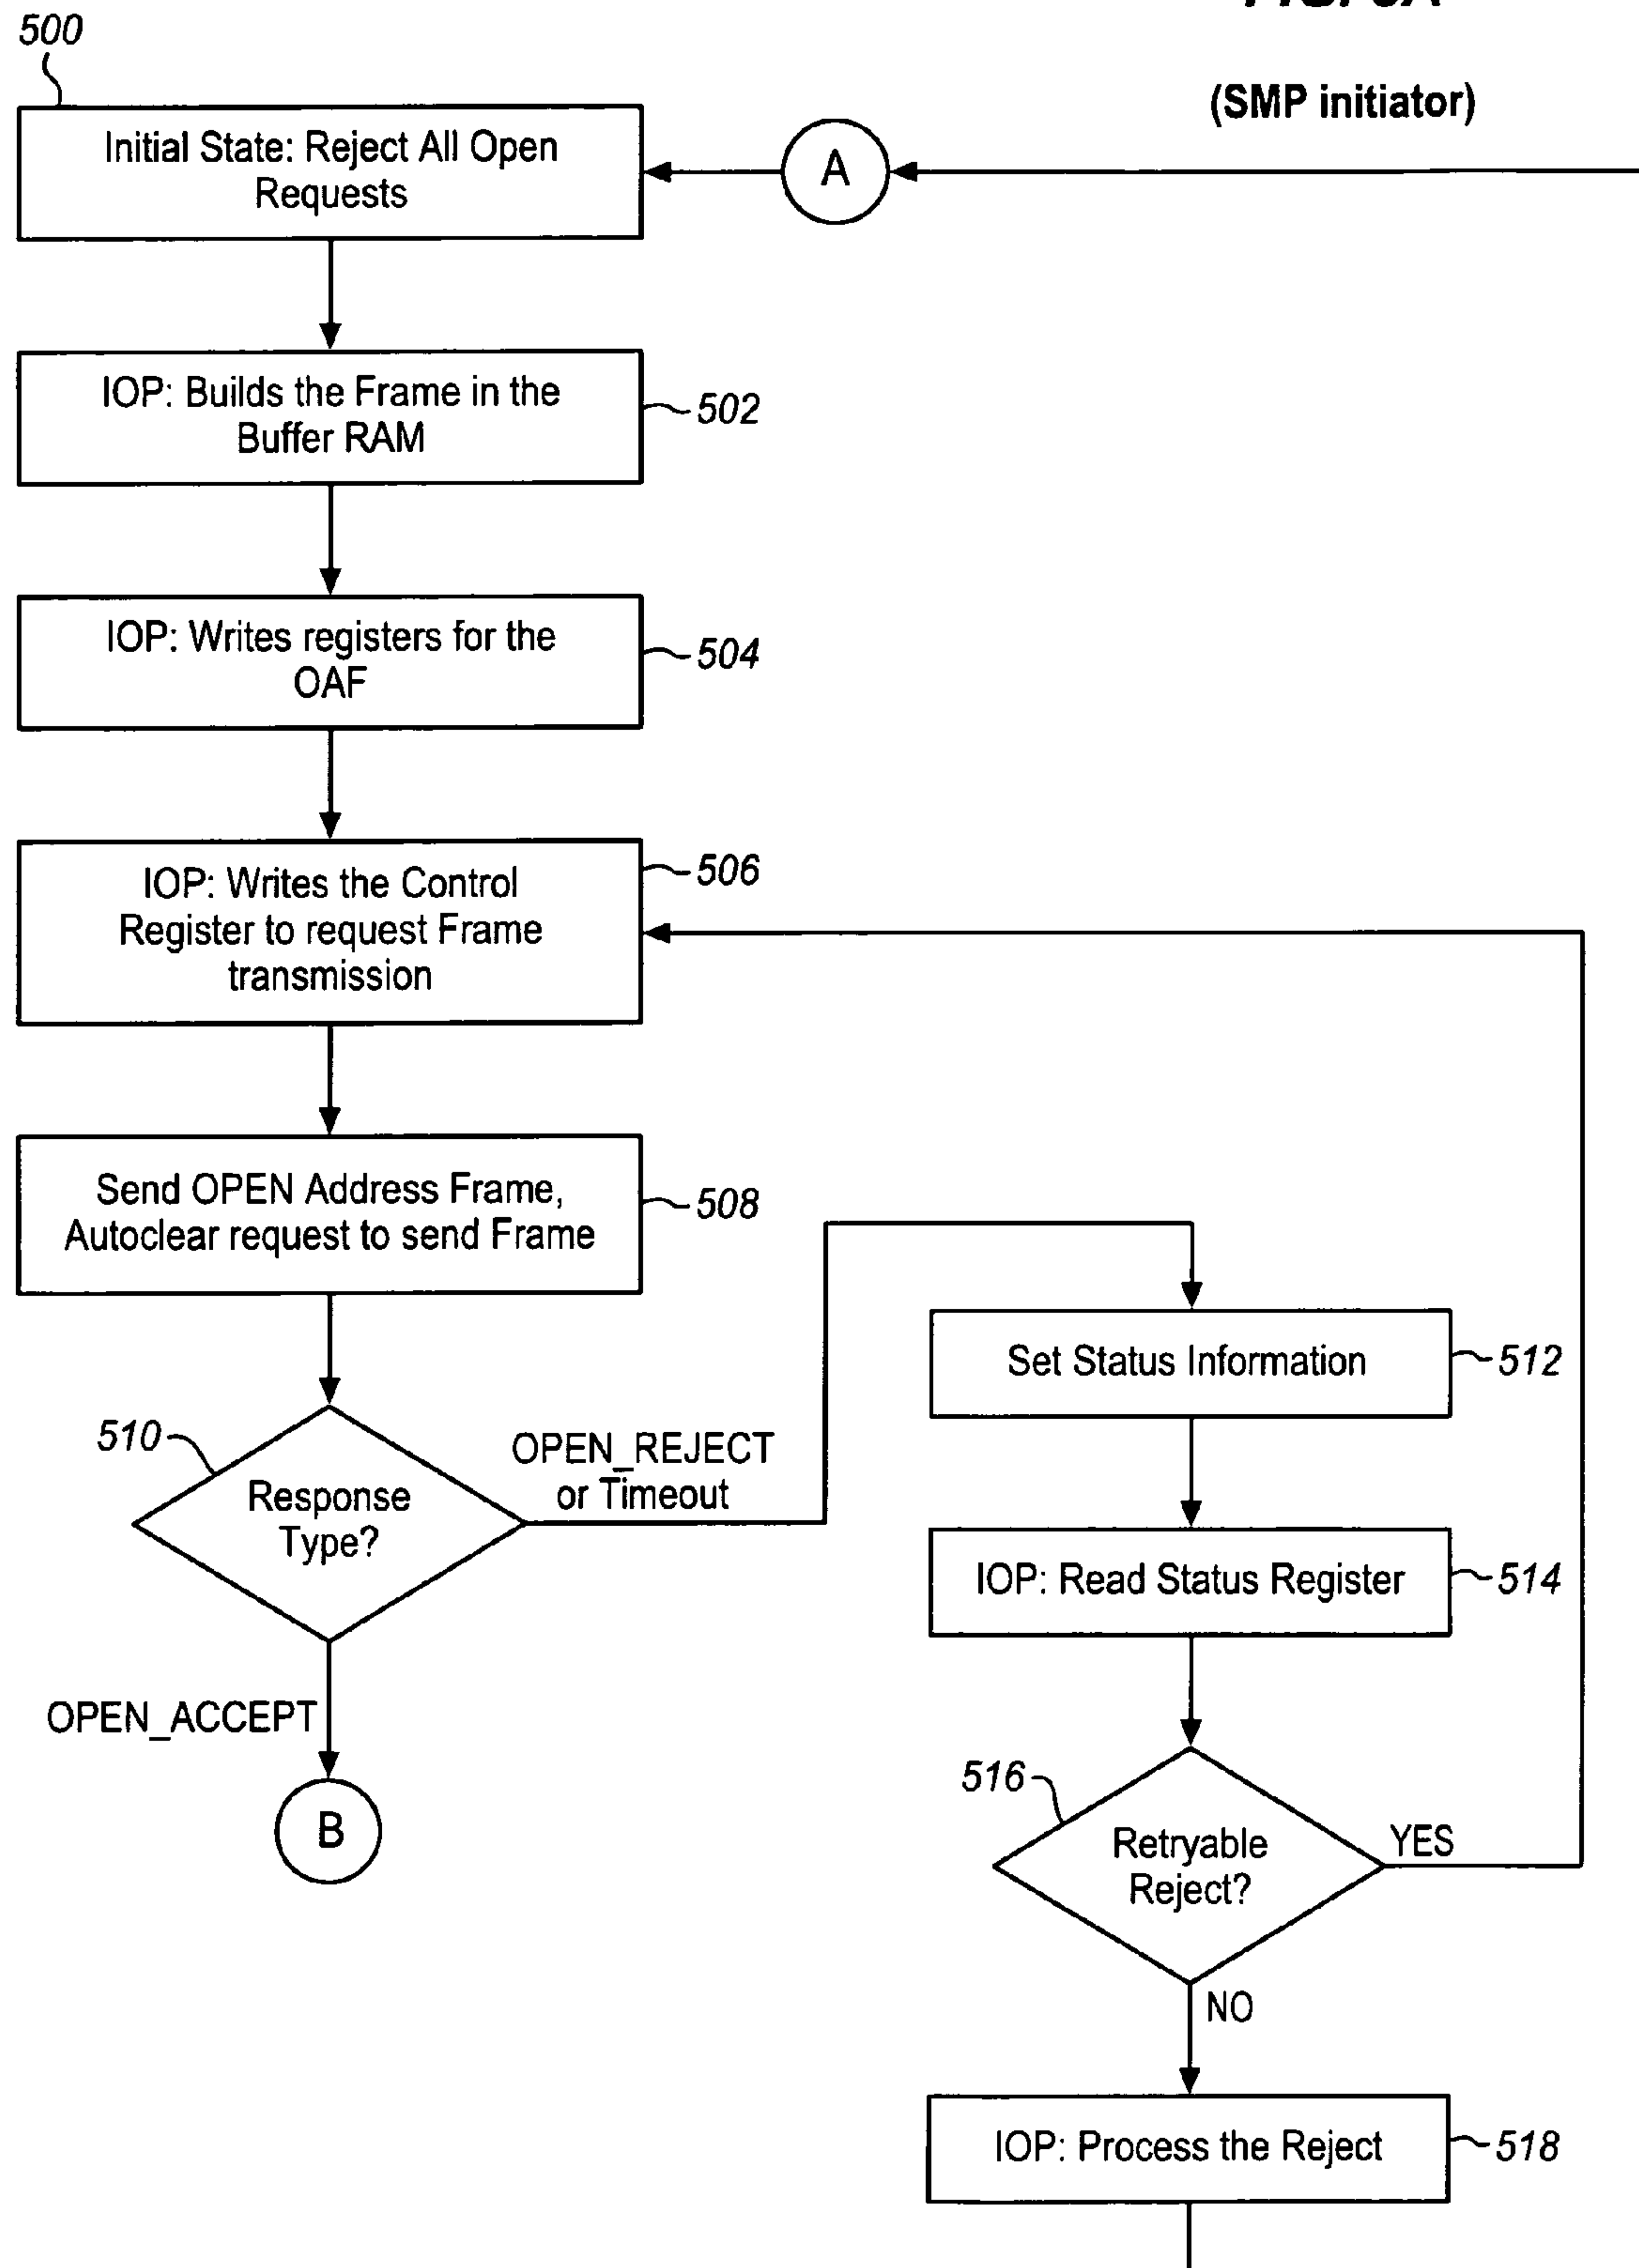 500
(SMP initiator)
Initial State: Reject All Open
Requests
A
IOP: Builds the Frame in the
Buffer RAM
502
IOP: Writes registers for the
OAF
504
IOP: Writes the Control
Register to request Frame
transmission
506
Send OPEN Address Frame,
Autoclear request to send Frame
508
510
Response
Type?
OPEN_REJECT
or Timeout
OPEN_ACCEPT
B
Set Status Information
512
IOP: Read Status Register
514
516
Retryable
Reject?
YES
NO
IOP: Process the Reject
518